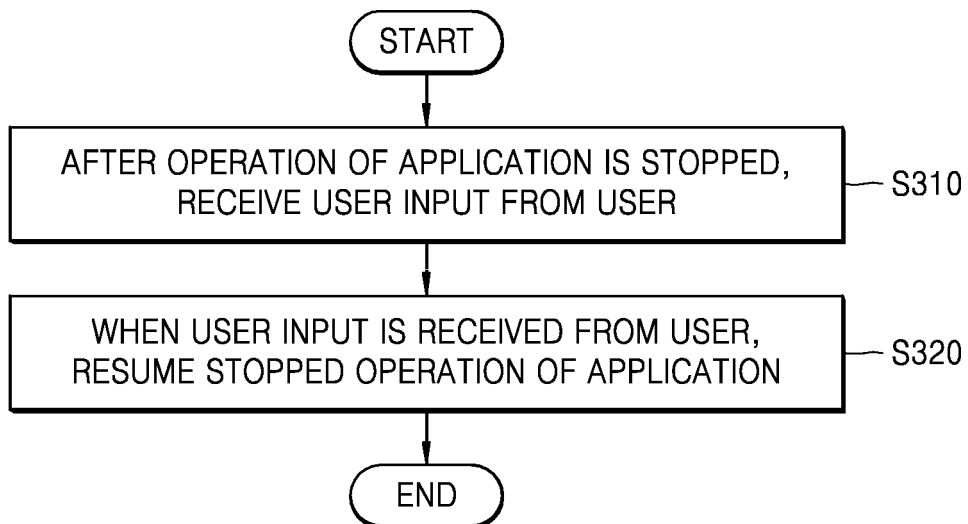 START
AFTER OPERATION OF APPLICATION IS STOPPED,
RECEIVE USER INPUT FROM USER
S310
WHEN USER INPUT IS RECEIVED FROM USER,
RESUME STOPPED OPERATION OF APPLICATION
S320
END